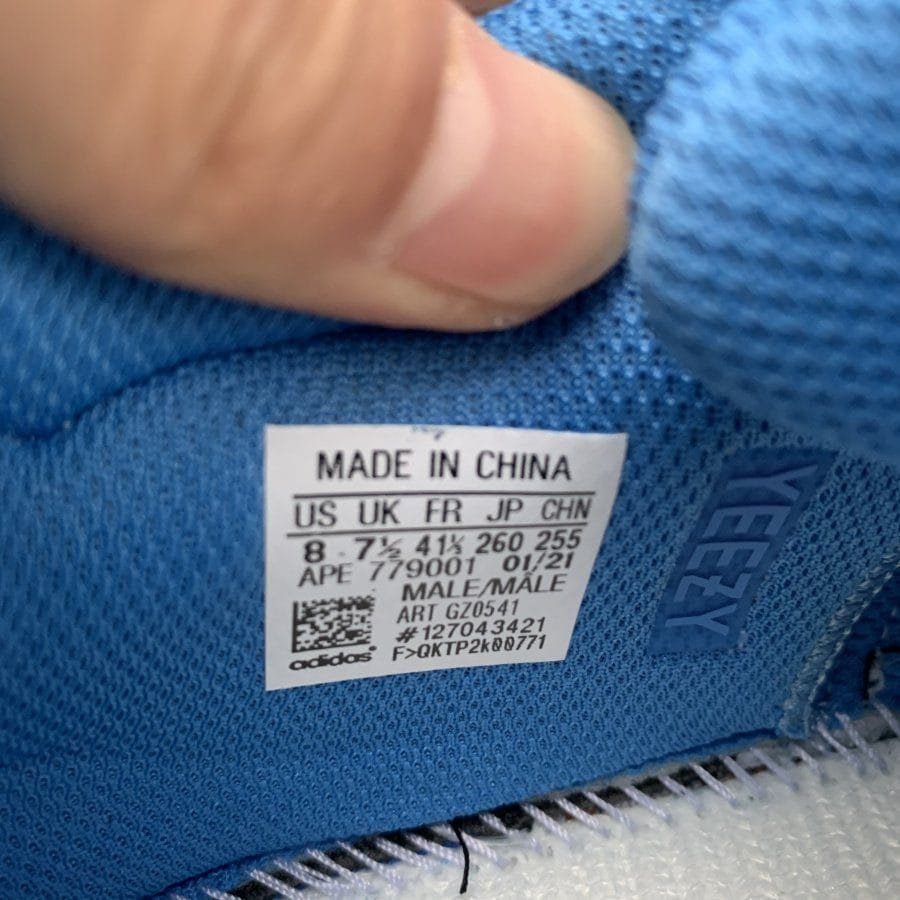 MADE IN CHINA
US UK FR JP CHN
8 7½ 41⅓ 260 255
APE 779001 01/21
MALE/MÂLE
ART GZ0541
#127043421
adidas F>QKTP2k00771
YEEZY